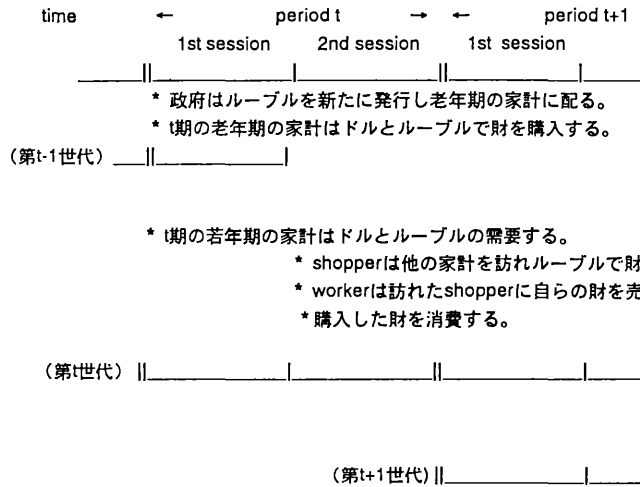 time ← period t → ← period t+1
1st session 2nd session 1st session
* 政府はルーブルを新たに発行し老年期の家計に配る。
* t期の老年期の家計はドルとルーブルで財を購入する。
(第t-1世代)
* t期の若年期の家計はドルとルーブルの需要する。
* shopperは他の家計を訪れルーブルで財
* workerは訪れたshopperに自らの財を売
* 購入した財を消費する。
(第t世代)
(第t+1世代)